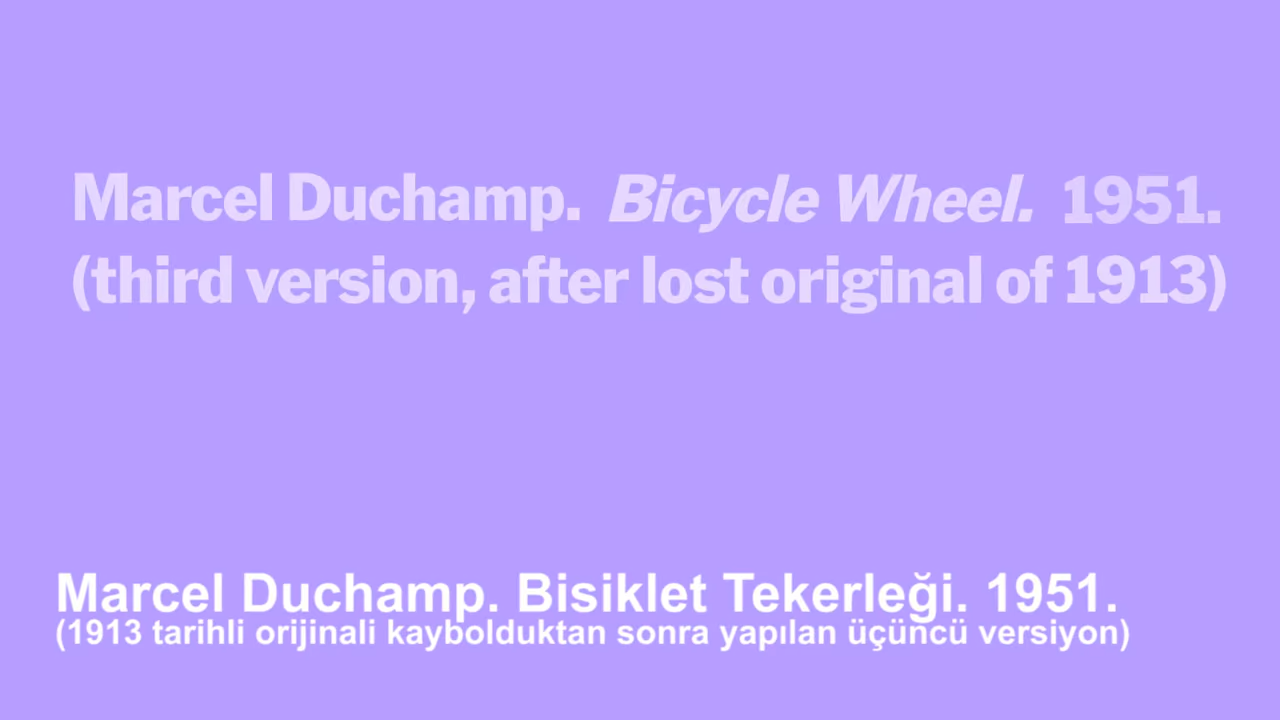 Marcel Duchamp. Bicycle Wheel. 1951.
(third version, after lost original of 1913)
Marcel Duchamp. Bisiklet Tekerleği. 1951.
(1913 tarihli orijinali kaybolduktan sonra yapılan üçüncü versiyon)